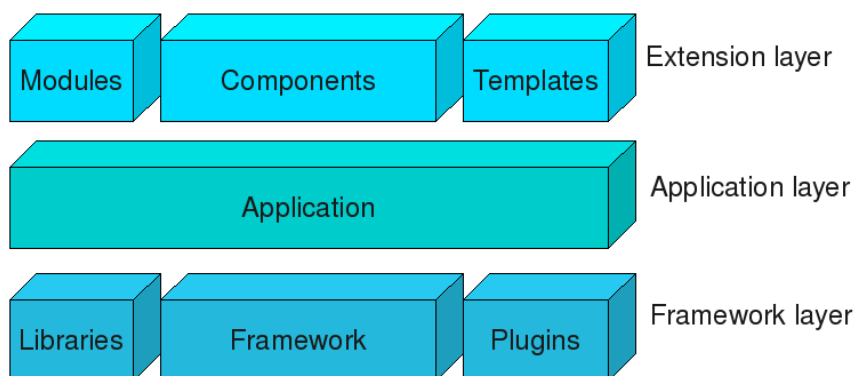 Modules Components Templates Extension layer
Application Application layer
Libraries Framework Plugins Framework layer